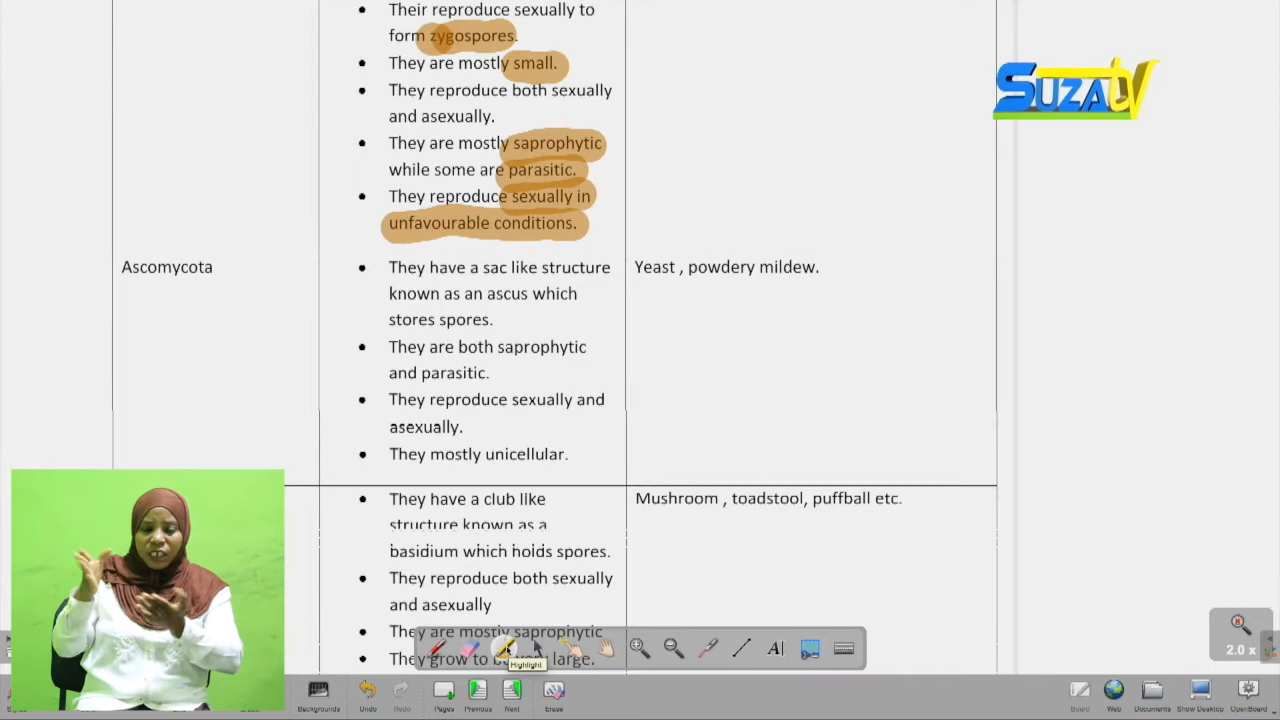 Their reproduce sexually to
form zygospores.
They are mostly small.
They reproduce both sexually
and asexually.
They are mostly saprophytic
while some are parasitic.
They reproduce sexually in
unfavourable conditions.
SUZA tv
Ascomycota
They have a sac like structure
known as an ascus which
stores spores.
They are both saprophytic
and parasitic.
They reproduce sexually and
asexually.
They mostly unicellular.
Yeast , powdery mildew.
They have a club like
structure known as a
basidium which holds spores.
They reproduce both sexually
and asexually
They are mostly saprophytic
They grow to be very large.
Mushroom , toadstool, puffball etc.
Highlight
2.0 x
Backgrounds
Undo
Redo
Pages
Previous
Next
Erase
Board
Web
Documents
Show Desktop
OpenBoard